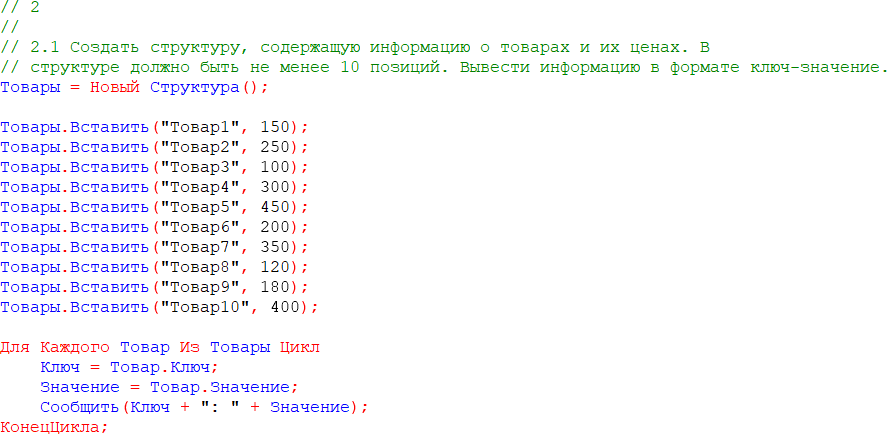 // 2
//
// 2.1 Создать структуру, содержащую информацию о товарах и их ценах. В
// структуре должно быть не менее 10 позиций. Вывести информацию в формате ключ-значение.
Товары = Новый Структура();

Товары.Вставить("Товар1", 150);
Товары.Вставить("Товар2", 250);
Товары.Вставить("Товар3", 100);
Товары.Вставить("Товар4", 300);
Товары.Вставить("Товар5", 450);
Товары.Вставить("Товар6", 200);
Товары.Вставить("Товар7", 350);
Товары.Вставить("Товар8", 120);
Товары.Вставить("Товар9", 180);
Товары.Вставить("Товар10", 400);

Для Каждого Товар Из Товары Цикл
    Ключ = Товар.Ключ;
    Значение = Товар.Значение;
    Сообщить(Ключ + ": " + Значение);
КонецЦикла;